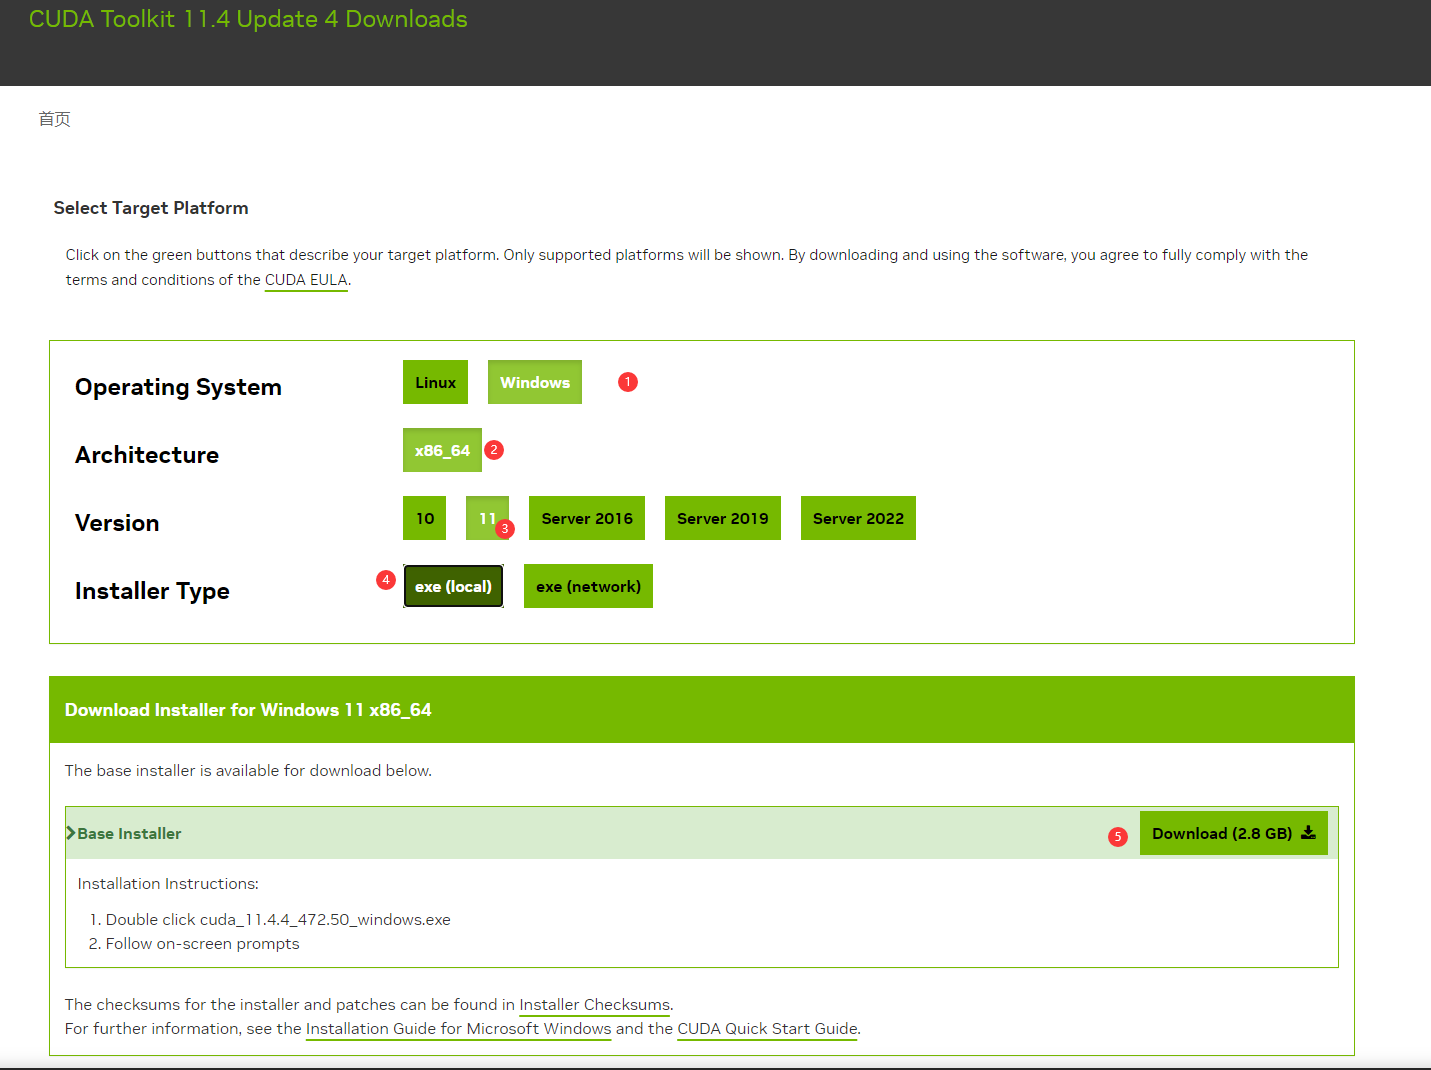 CUDA Toolkit 11.4 Update 4 Downloads
首页
Select Target Platform
Click on the green buttons that describe your target platform. Only supported platforms will be shown. By downloading and using the software, you agree to fully comply with the
terms and conditions of the CUDA EULA.
Operating System Linux Windows 1
Architecture x86_64 2
Version 10 11 3 Server 2016 Server 2019 Server 2022
Installer Type 4 exe (local) exe (network)
Download Installer for Windows 11 x86_64
The base installer is available for download below.
Base Installer 5 Download (2.8 GB)
Installation Instructions:
1. Double click cuda_11.4.4_472.50_windows.exe
2. Follow on-screen prompts
The checksums for the installer and patches can be found in Installer Checksums.
For further information, see the Installation Guide for Microsoft Windows and the CUDA Quick Start Guide.